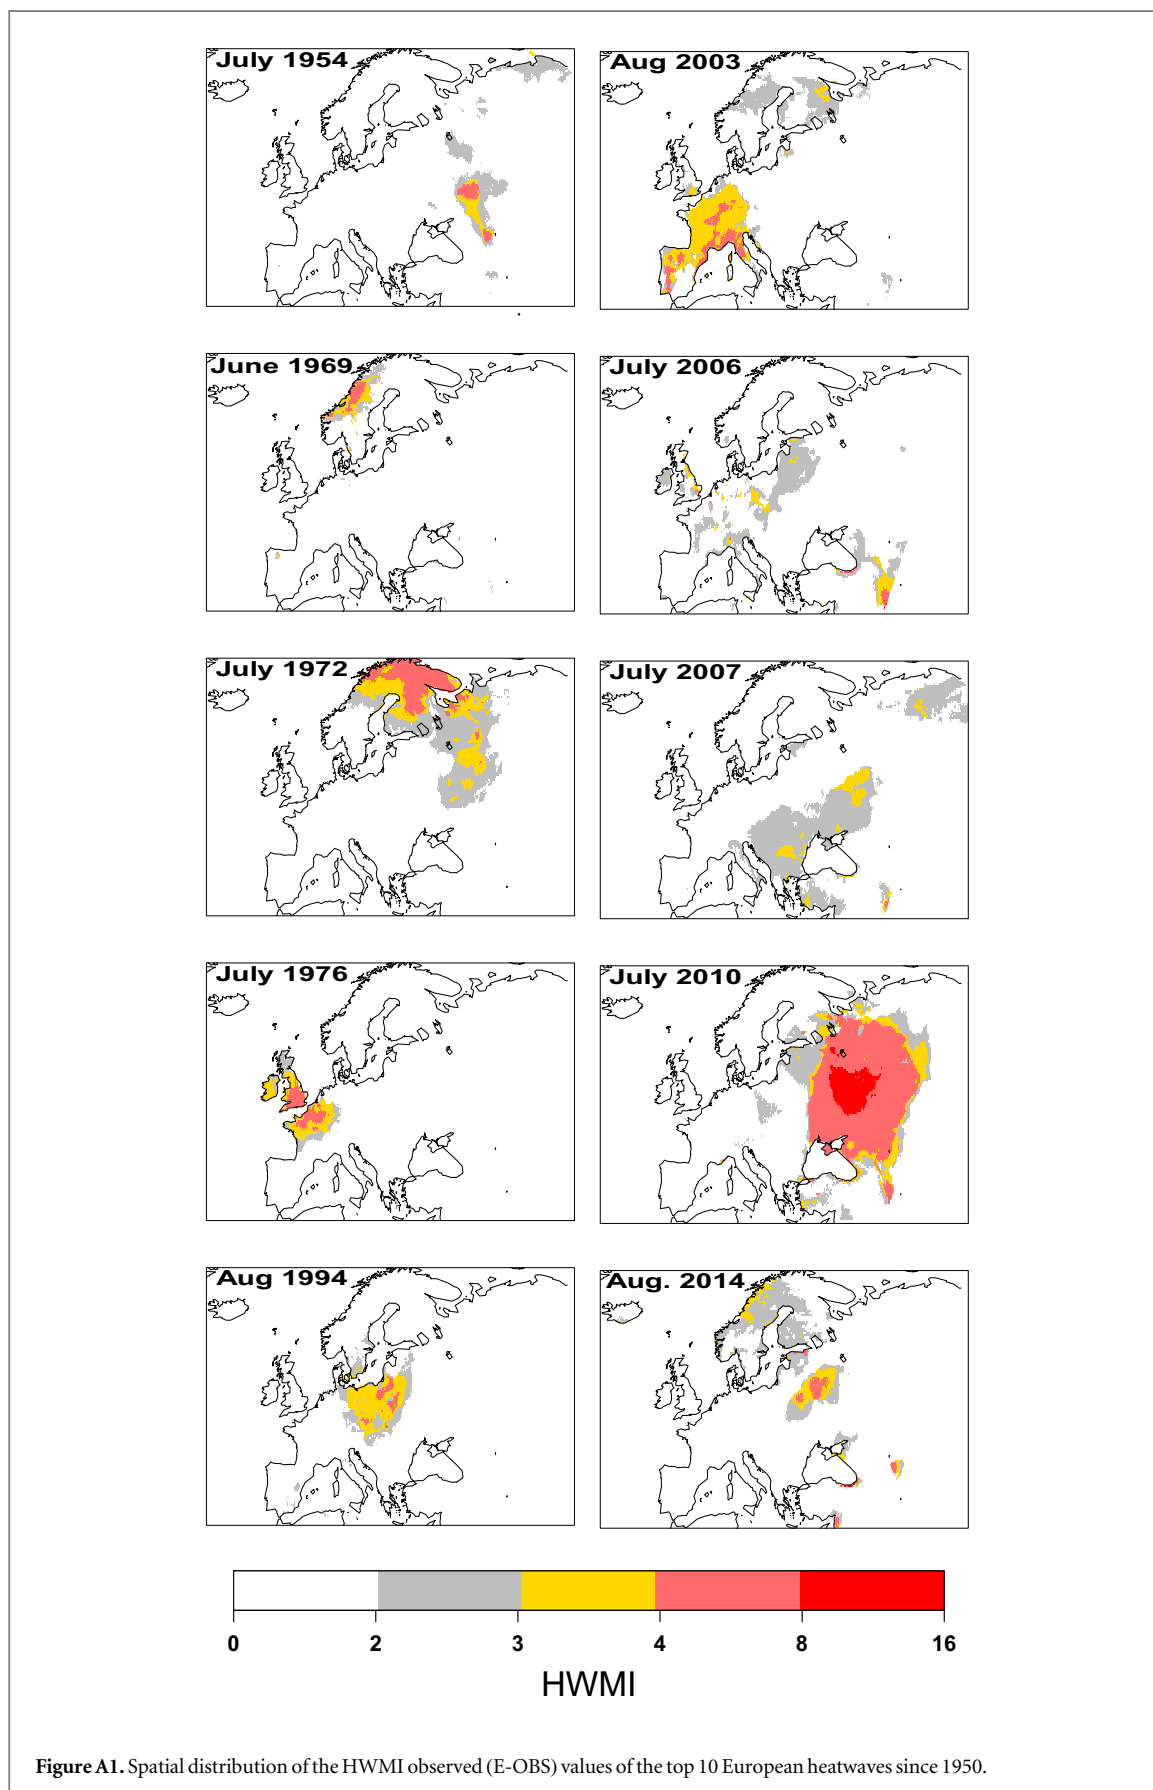 July 1954
Aug 2003
June 1969
July 2006
July 1972
July 2007
July 1976
July 2010
Aug 1994
Aug. 2014
0 2 3 4 8 16
HWMI
Figure A1. Spatial distribution of the HWMI observed (E-OBS) values of the top 10 European heatwaves since 1950.